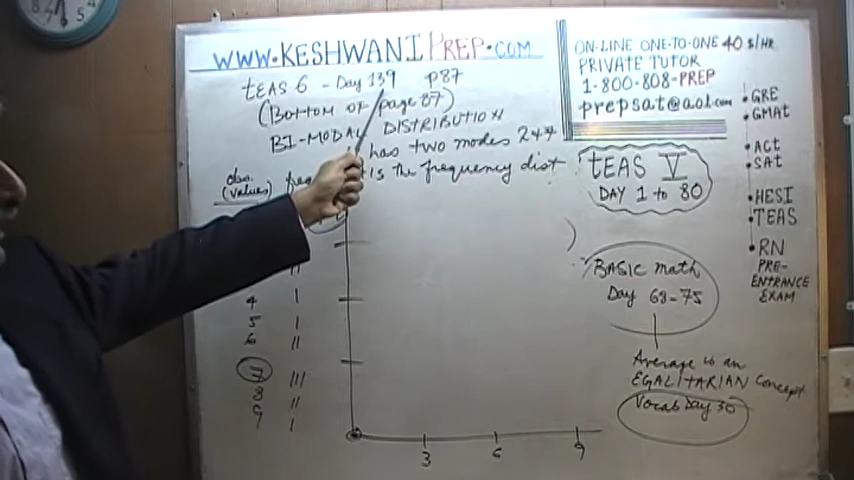 WWW.KESHWANIPREP.COM
TEAS 6 - Day 139 P87
(BOTTOM OF page 87)
BI-MODAL DISTRIBUTION
has two modes 2 & 7
obs. (values)
is the frequency dist
4 |
5 |
6 ||
7 |||
8 ||
9 |
3 6 9
ON-LINE ONE-TO-ONE 40 $/HR
PRIVATE TUTOR
1-800-808-PREP
prepsat@aol.com
TEAS V
DAY 1 to 80
BASIC math
Day 68-75
Average is an
EGALITARIAN Concept
Vocab Day 30
GRE
GMAT
ACT
SAT
HESI
TEAS
RN
PRE-
ENTRANCE
EXAM